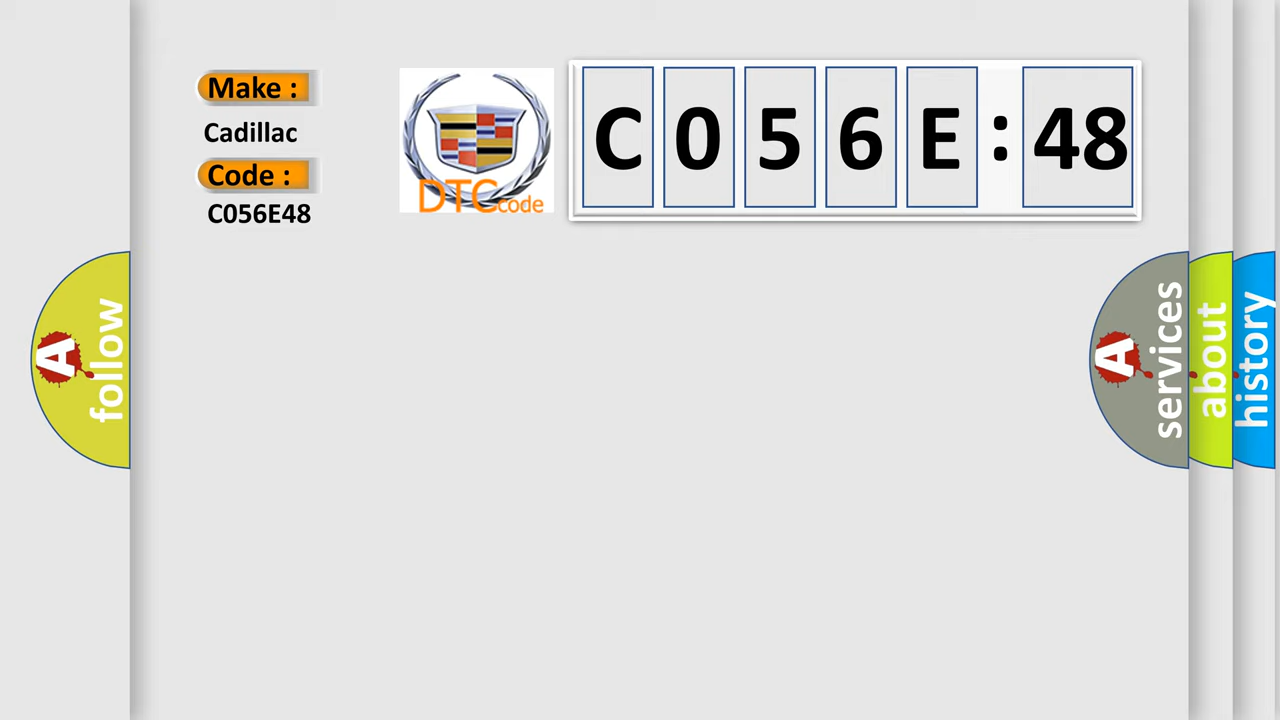 Make :
Cadillac
Code :
C056E48
DTCcode
C 0 5 6 E : 48
A follow
A services
about
history